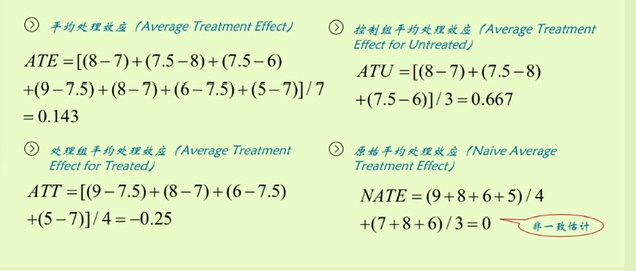 平均处理效应（Average Treatment Effect）
ATE =[(8−7)+(7.5−8)+(7.5−6)
+(9−7.5)+(8−7)+(6−7.5)+(5−7)]/7
= 0.143
控制组平均处理效应（Average Treatment
Effect for Untreated）
ATU =[(8−7)+(7.5−8)
+(7.5−6)]/3=0.667
处理组平均处理效应（Average Treatment
Effect for Treated）
ATT =[(9−7.5)+(8−7)+(6−7.5)
+(5−7)]/4=−0.25
原始平均处理效应（Naive Average
Treatment Effect）
NATE =(9+8+6+5)/4
+(7+8+6)/3=0
非一致估计